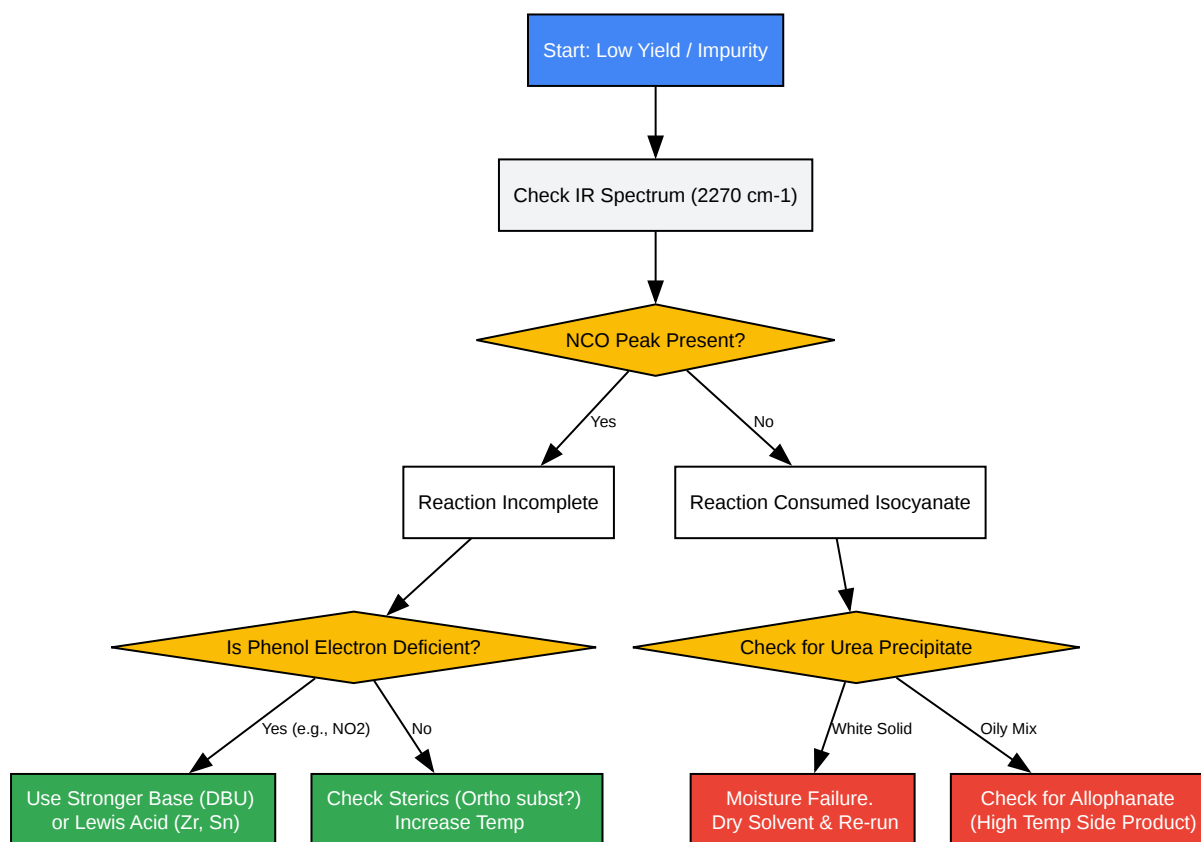 Start: Low Yield / Impurity
Check IR Spectrum (2270 cm-1)
NCO Peak Present?
Yes
No
Reaction Incomplete
Reaction Consumed Isocyanate
Is Phenol Electron Deficient?
Check for Urea Precipitate
Yes (e.g., NO2)
No
White Solid
Oily Mix
Use Stronger Base (DBU)
or Lewis Acid (Zr, Sn)
Check Sterics (Ortho subst?)
Increase Temp
Moisture Failure.
Dry Solvent & Re-run
Check for Allophanate
(High Temp Side Product)